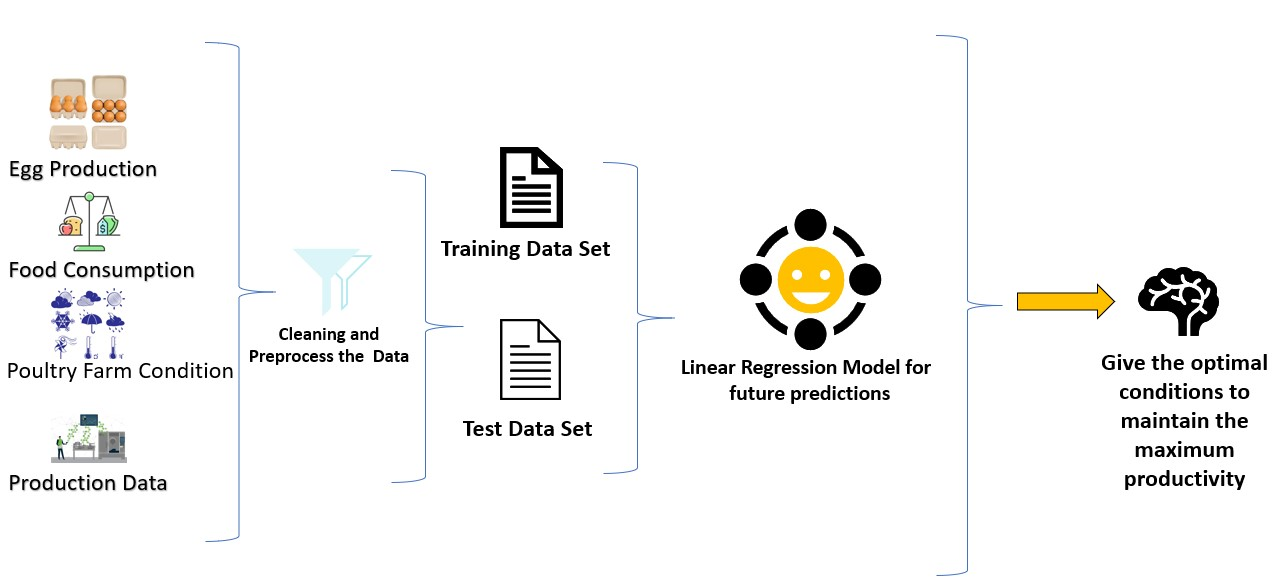 Egg Production
Food Consumption
Poultry Farm Condition
Production Data
Cleaning and
Preprocess the Data
Training Data Set
Test Data Set
Linear Regression Model for
future predictions
Give the optimal
conditions to
maintain the
maximum
productivity